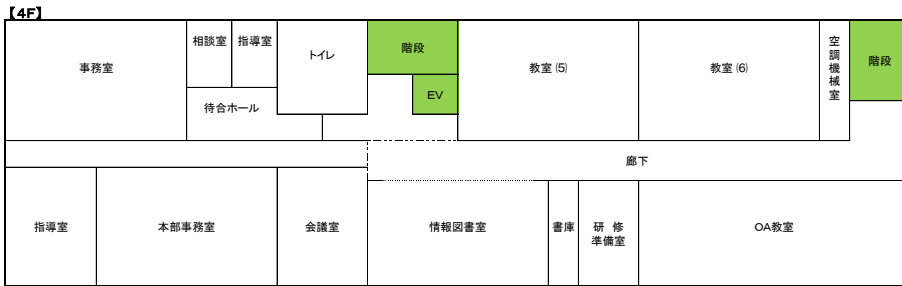 【4F】
事務室
相談室
指導室
トイレ
階段
EV
教室(5)
教室(6)
空調機械室
階段
待合ホール
廊下
指導室
本部事務室
会議室
情報図書室
書庫
研 修
準備室
OA教室